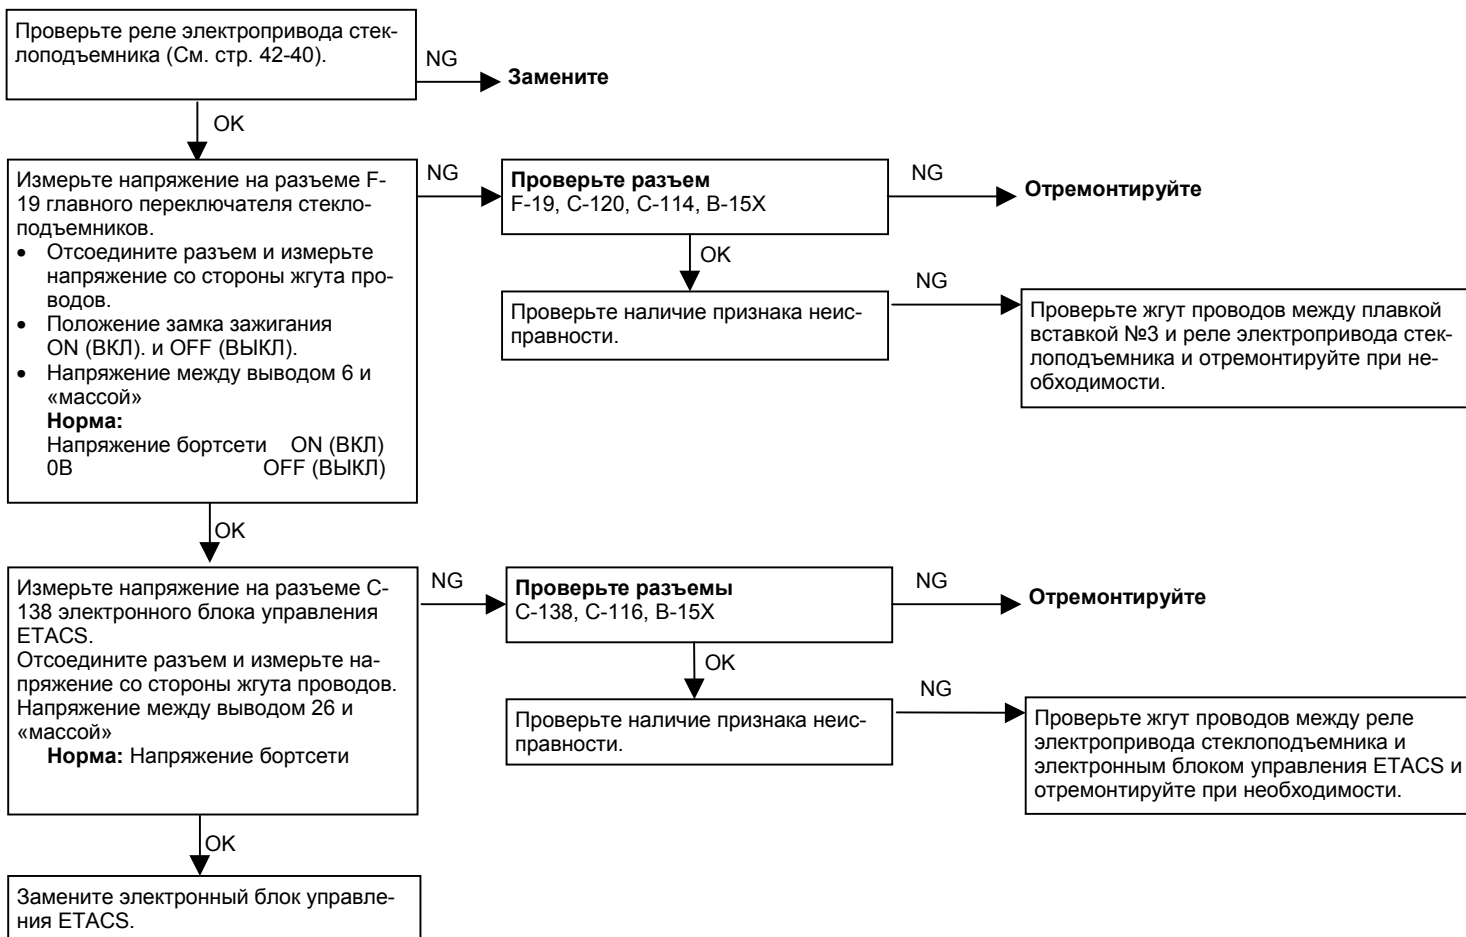 Проверьте реле электропривода стек-
лоподъемника (См. стр. 42-40).
NG
Замените
OK
Измерьте напряжение на разъеме F-
19 главного переключателя стекло-
подъемников.
• Отсоедините разъем и измерьте
напряжение со стороны жгута про-
водов.
• Положение замка зажигания
ON (ВКЛ). и OFF (ВЫКЛ).
• Напряжение между выводом 6 и
«массой»
Норма:
Напряжение бортсети ON (ВКЛ)
0В OFF (ВЫКЛ)
NG
Проверьте разъем
F-19, C-120, C-114, B-15X
NG
Отремонтируйте
OK
Проверьте наличие признака неис-
правности.
NG
Проверьте жгут проводов между плавкой
вставкой №3 и реле электропривода стек-
лоподъемника и отремонтируйте при не-
обходимости.
OK
Измерьте напряжение на разъеме C-
138 электронного блока управления
ETACS.
Отсоедините разъем и измерьте на-
пряжение со стороны жгута проводов.
Напряжение между выводом 26 и
«массой»
Норма: Напряжение бортсети
NG
Проверьте разъемы
C-138, C-116, B-15X
NG
Отремонтируйте
OK
Проверьте наличие признака неис-
правности.
NG
Проверьте жгут проводов между реле
электропривода стеклоподъемника и
электронным блоком управления ETACS и
отремонтируйте при необходимости.
OK
Замените электронный блок управле-
ния ETACS.